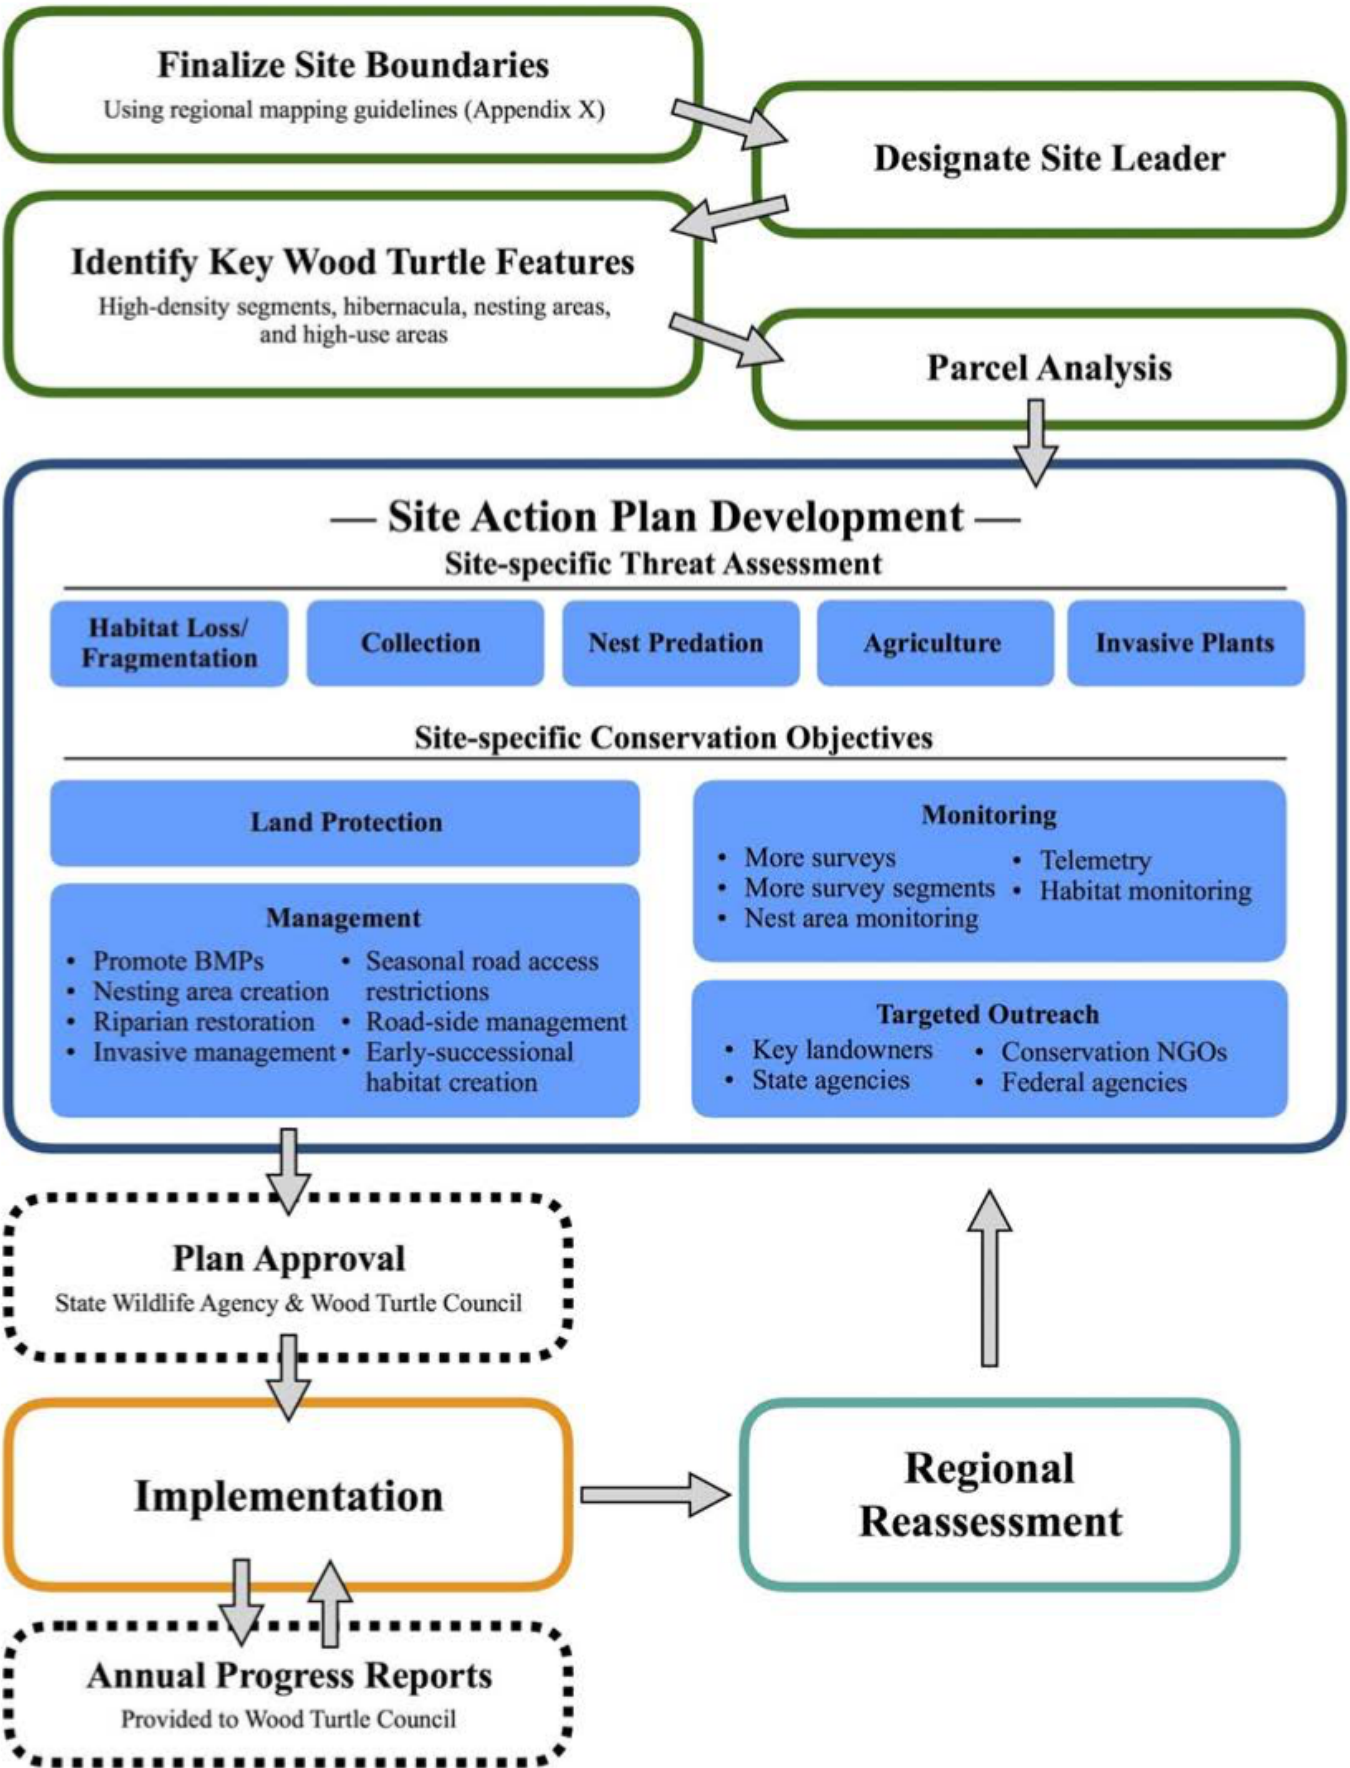 Finalize Site Boundaries
Using regional mapping guidelines (Appendix X)
Designate Site Leader
Identify Key Wood Turtle Features
High-density segments, hibernacula, nesting areas,
and high-use areas
Parcel Analysis
— Site Action Plan Development —
Site-specific Threat Assessment
Habitat Loss/
Fragmentation
Collection
Nest Predation
Agriculture
Invasive Plants
Site-specific Conservation Objectives
Land Protection
Management
• Promote BMPs
• Nesting area creation
• Riparian restoration
• Invasive management
• Seasonal road access
restrictions
• Road-side management
• Early-successional
habitat creation
Monitoring
• More surveys
• More survey segments
• Nest area monitoring
• Telemetry
• Habitat monitoring
Targeted Outreach
• Key landowners
• State agencies
• Conservation NGOs
• Federal agencies
Plan Approval
State Wildlife Agency & Wood Turtle Council
Implementation
Regional
Reassessment
Annual Progress Reports
Provided to Wood Turtle Council